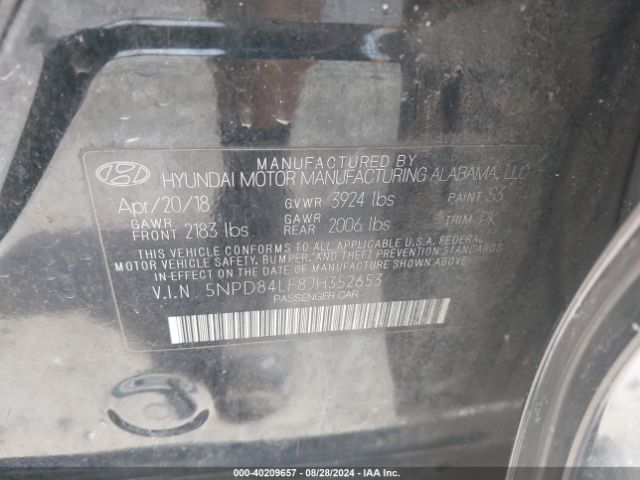 MANUFACTURED BY
HYUNDAI MOTOR MANUFACTURING ALABAMA, LLC
Apr/20/18 GVWR 3924 lbs PAINT S5
GAWR FRONT 2183 lbs. GAWR REAR 2006 lbs TRIM PK
THIS VEHICLE CONFORMS TO ALL APPLICABLE U.S.A. FEDERAL
MOTOR VEHICLE SAFETY, BUMPER, AND THEFT PREVENTION STANDARDS
IN EFFECT ON THE DATE OF MANUFACTURE SHOWN ABOVE.
V.I.N. 5NPD84LF8JH352653
PASSENGER CAR
000-40209657 - 08/28/2024 - IAA Inc.